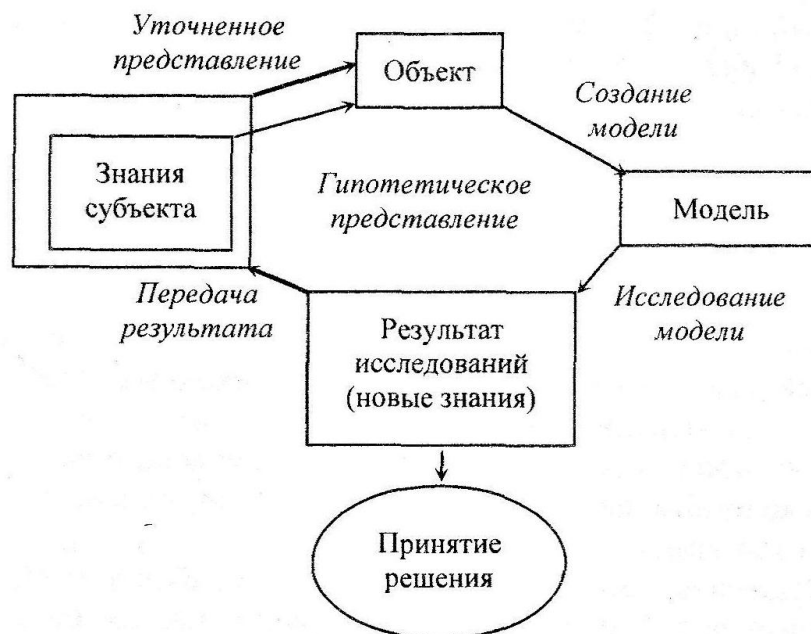 Уточненное
представление
Объект
Создание
модели
Знания
субъекта
Гипотетическое
представление
Модель
Передача
результата
Исследование
модели
Результат
исследований
(новые знания)
Принятие
решения